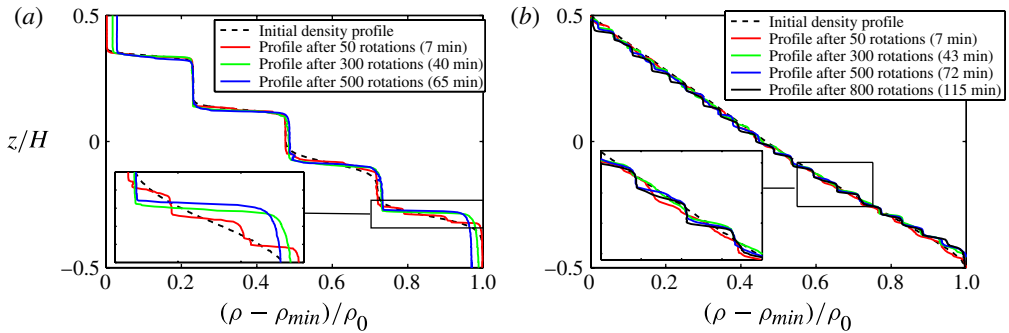 (a)
0.5
Initial density profile
Profile after 50 rotations (7 min)
Profile after 300 rotations (40 min)
Profile after 500 rotations (65 min)
z/H
0
−0.5
0 0.2 0.4 0.6 0.8 1.0
(ρ − ρmin)/ρ0
(b)
0.5
Initial density profile
Profile after 50 rotations (7 min)
Profile after 300 rotations (43 min)
Profile after 500 rotations (72 min)
Profile after 800 rotations (115 min)
0
−0.5
0 0.2 0.4 0.6 0.8 1.0
(ρ − ρmin)/ρ0